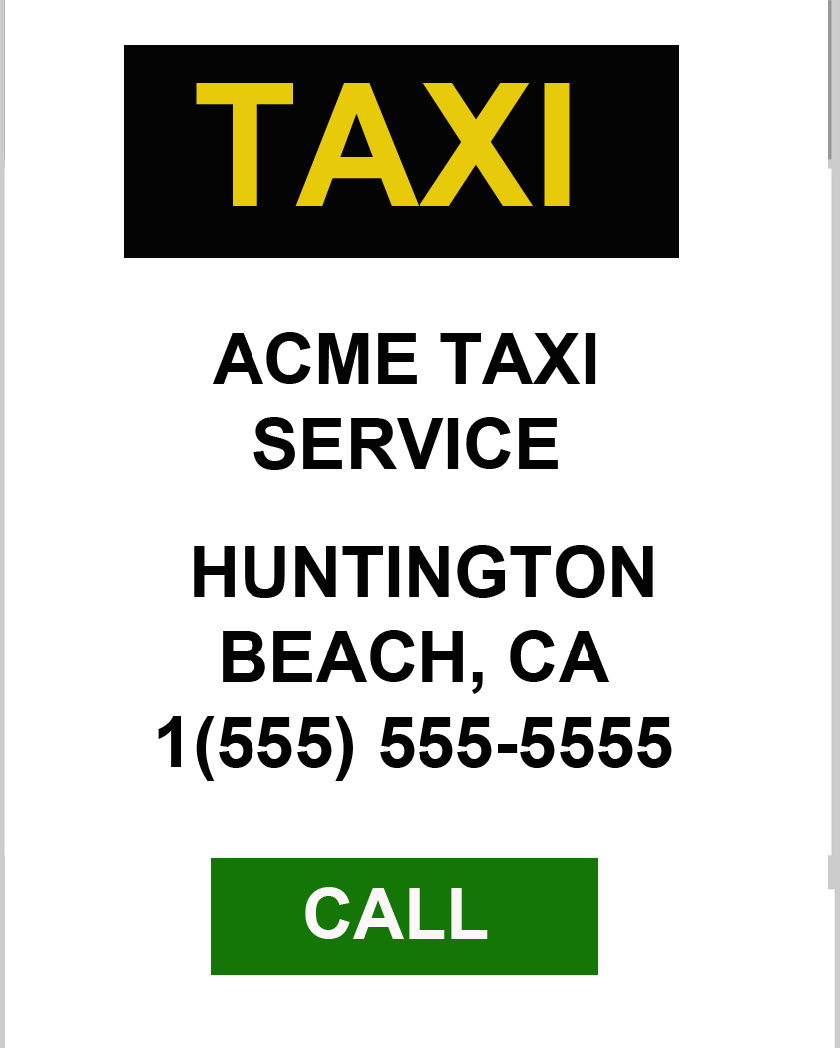 TAXI
ACME TAXI
SERVICE
HUNTINGTON
BEACH, CA
1(555) 555-5555
CALL